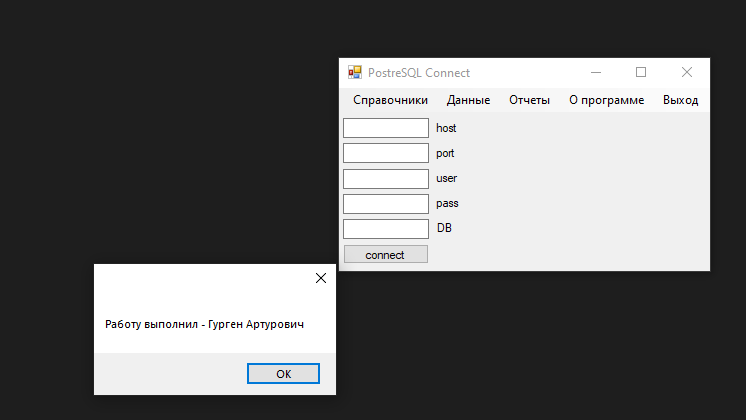 PostreSQL Connect
Справочники Данные Отчеты О программе Выход
host
port
user
pass
DB
connect
Работу выполнил - Гурген Артурович
OK